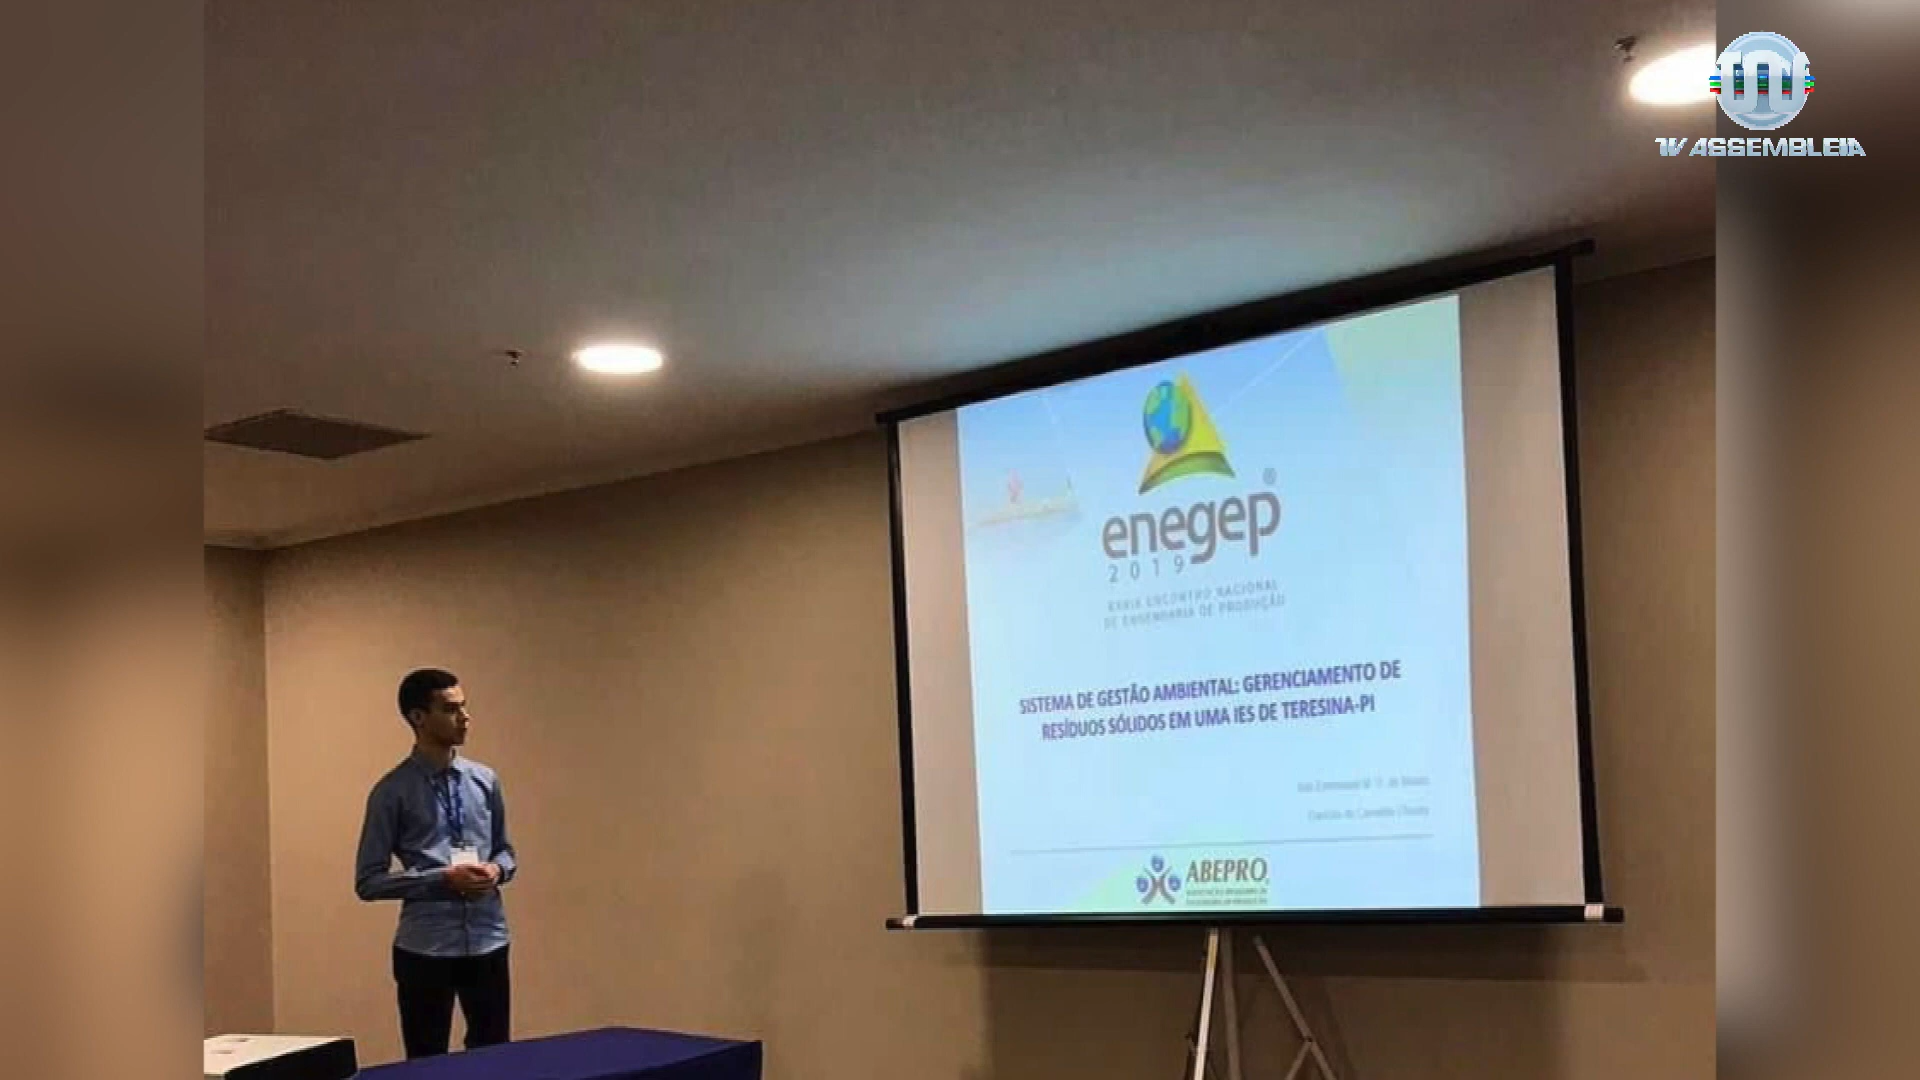 TV ASSEMBLEIA
enegep®
2019
XXXIX ENCONTRO NACIONAL
DE ENGENHARIA DE PRODUÇÃO
SISTEMA DE GESTÃO AMBIENTAL: GERENCIAMENTO DE
RESÍDUOS SÓLIDOS EM UMA IES DE TERESINA-PI
ABEPRO